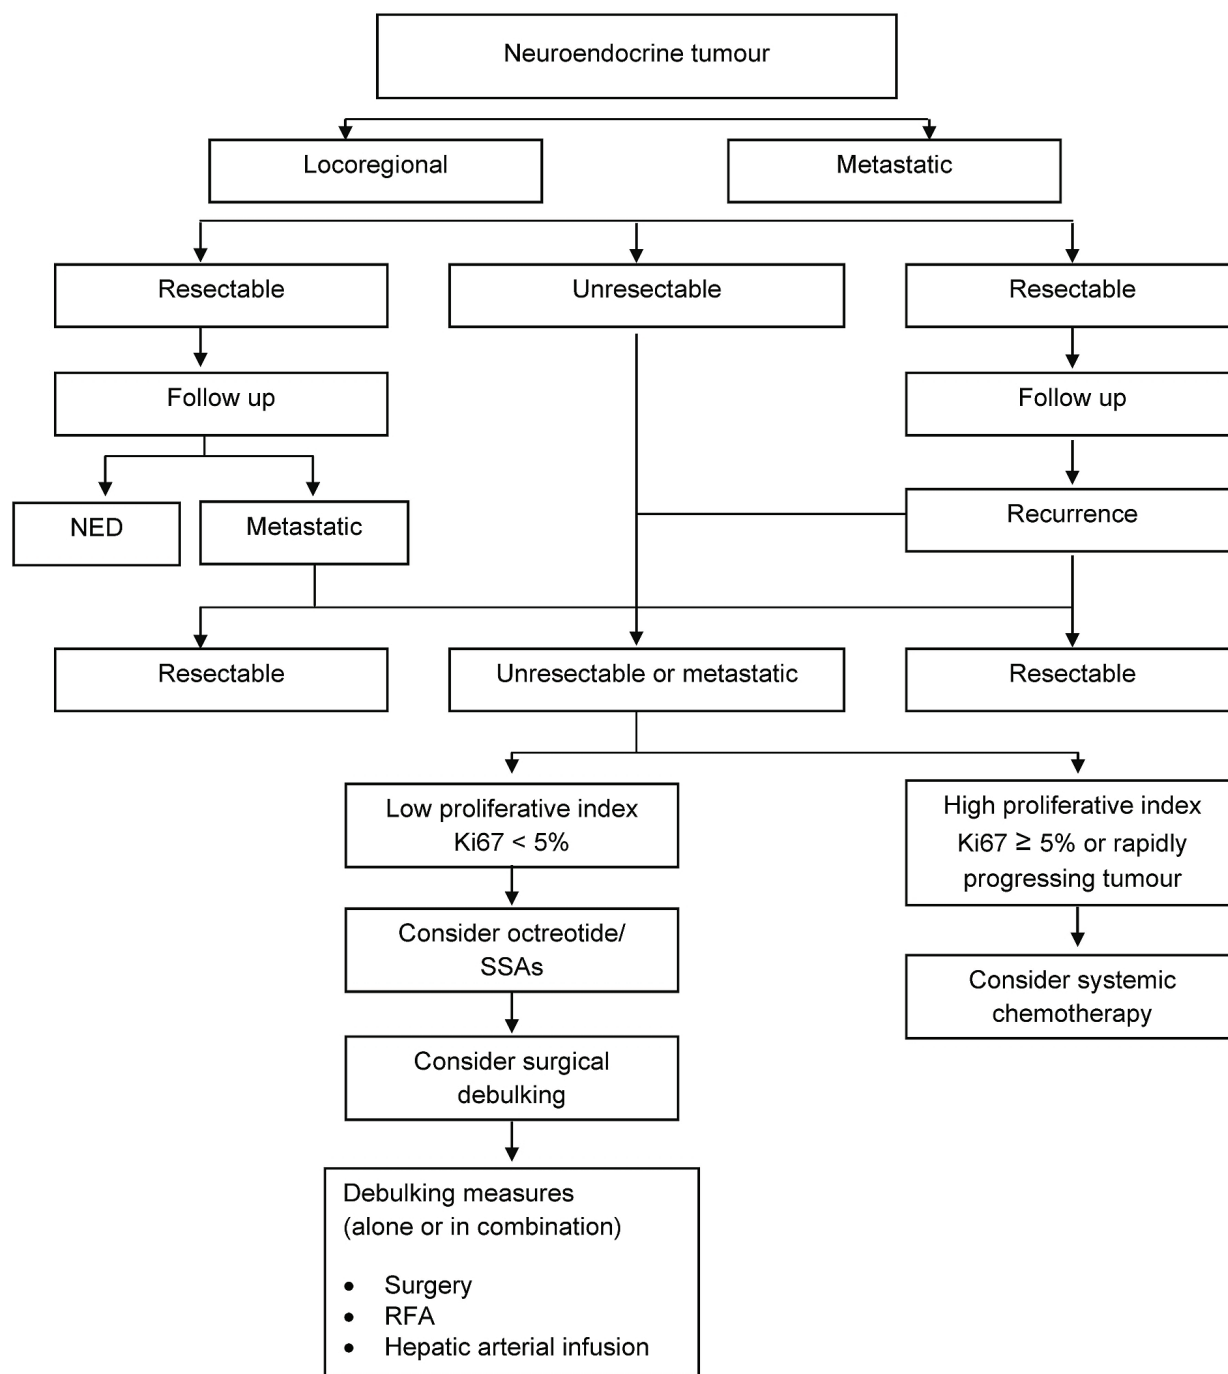 Neuroendocrine tumour
Locoregional
Metastatic
Resectable
Unresectable
Resectable
Follow up
Follow up
NED
Metastatic
Recurrence
Resectable
Unresectable or metastatic
Resectable
Low proliferative index
Ki67 < 5%
High proliferative index
Ki67 ≥ 5% or rapidly
progressing tumour
Consider octreotide/
SSAs
Consider systemic
chemotherapy
Consider surgical
debulking
Debulking measures
(alone or in combination)
• Surgery
• RFA
• Hepatic arterial infusion